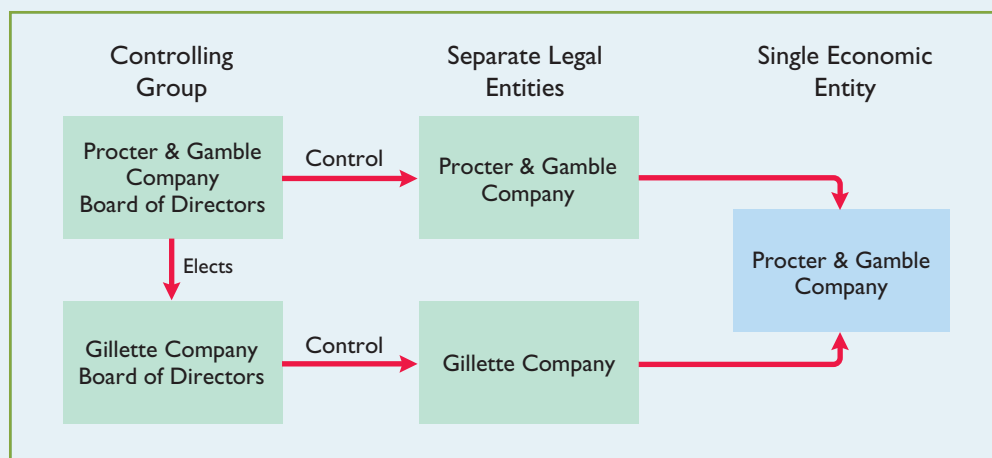 Controlling
Group
Separate Legal
Entities
Single Economic
Entity
Procter & Gamble
Company
Board of Directors
Control
Procter & Gamble
Company
Elects
Procter & Gamble
Company
Gillette Company
Board of Directors
Control
Gillette Company